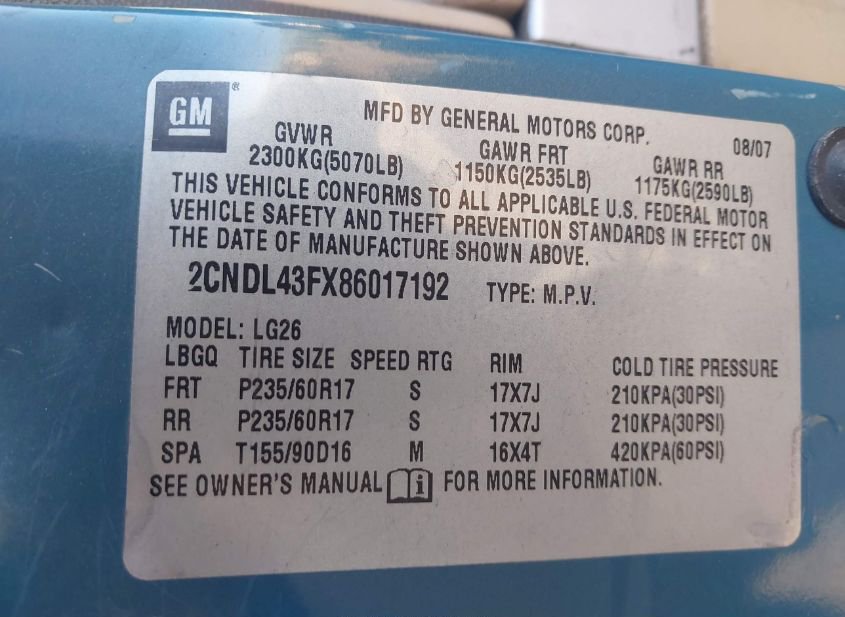 GM ®
MFD BY GENERAL MOTORS CORP. 08/07
GVWR GAWR FRT GAWR RR
2300KG(5070LB) 1150KG(2535LB) 1175KG(2590LB)
THIS VEHICLE CONFORMS TO ALL APPLICABLE U.S. FEDERAL MOTOR
VEHICLE SAFETY AND THEFT PREVENTION STANDARDS IN EFFECT ON
THE DATE OF MANUFACTURE SHOWN ABOVE.
2CNDL43FX86017192 TYPE: M.P.V.
MODEL: LG26
LBGQ TIRE SIZE SPEED RTG RIM COLD TIRE PRESSURE
FRT P235/60R17 S 17X7J 210KPA(30PSI)
RR P235/60R17 S 17X7J 210KPA(30PSI)
SPA T155/90D16 M 16X4T 420KPA(60PSI)
SEE OWNER'S MANUAL i FOR MORE INFORMATION.